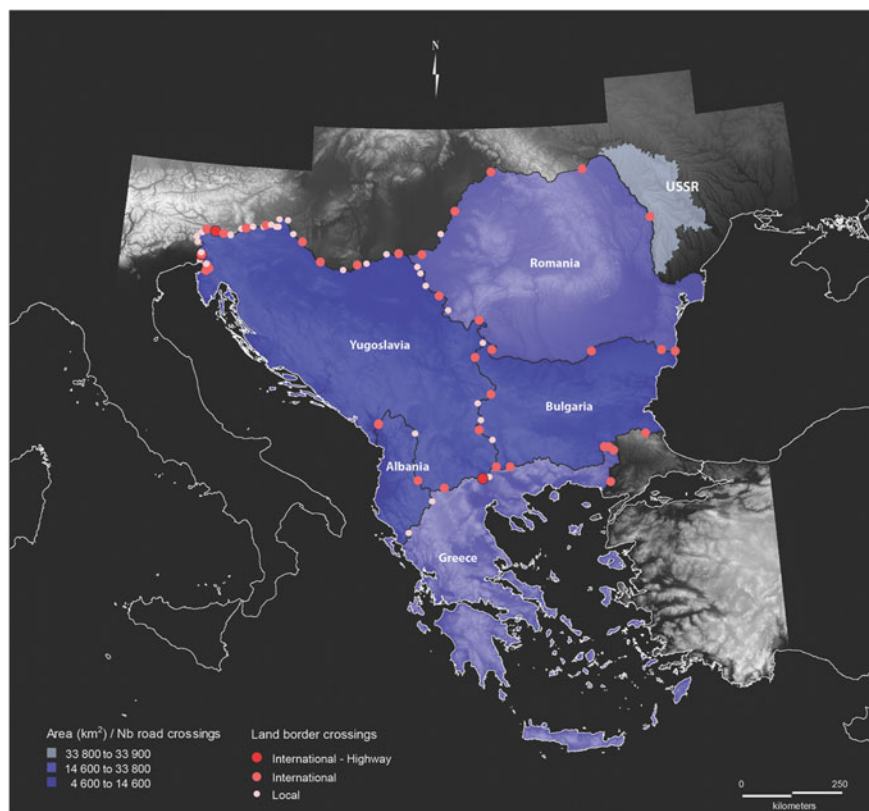 N
USSR
Romania
Yugoslavia
Bulgaria
Albania
Greece
Area (km²) / Nb road crossings
33 800 to 33 900
14 600 to 33 800
4 600 to 14 600
Land border crossings
International - Highway
International
Local
0 250
kilometers